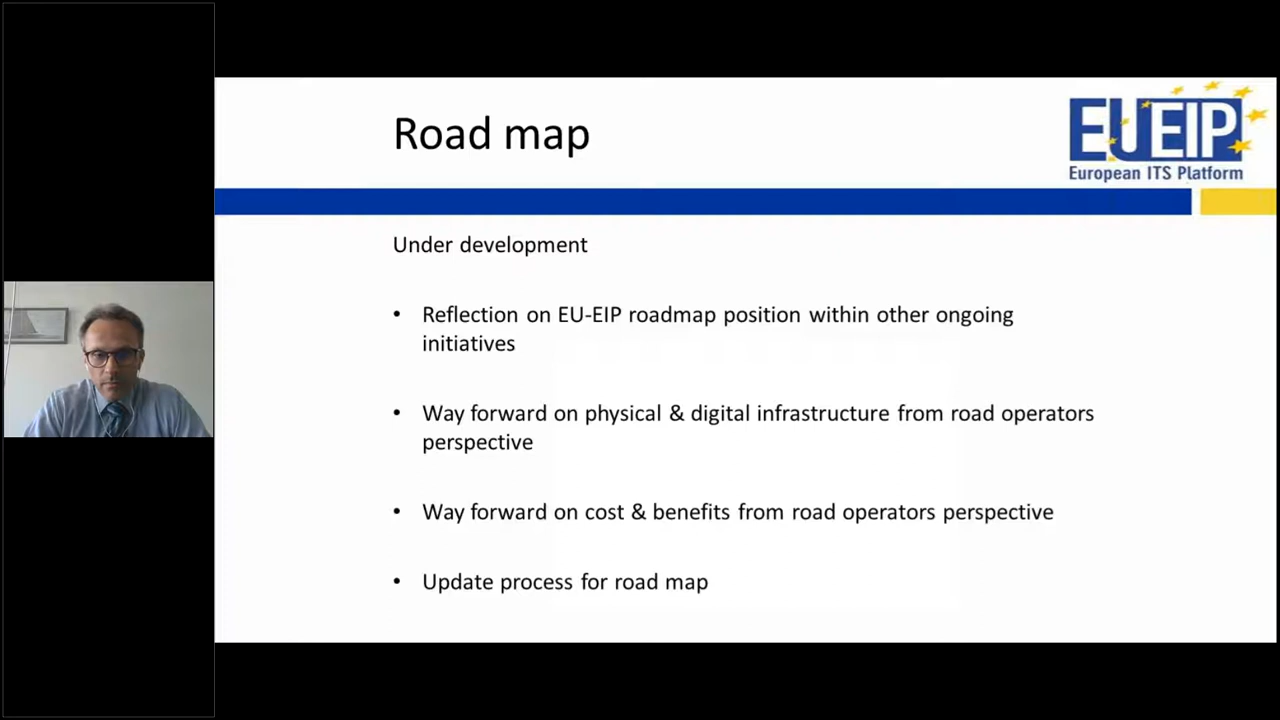 Road map
EUEIP
European ITS Platform
Under development
• Reflection on EU-EIP roadmap position within other ongoing
initiatives
• Way forward on physical & digital infrastructure from road operators
perspective
• Way forward on cost & benefits from road operators perspective
• Update process for road map